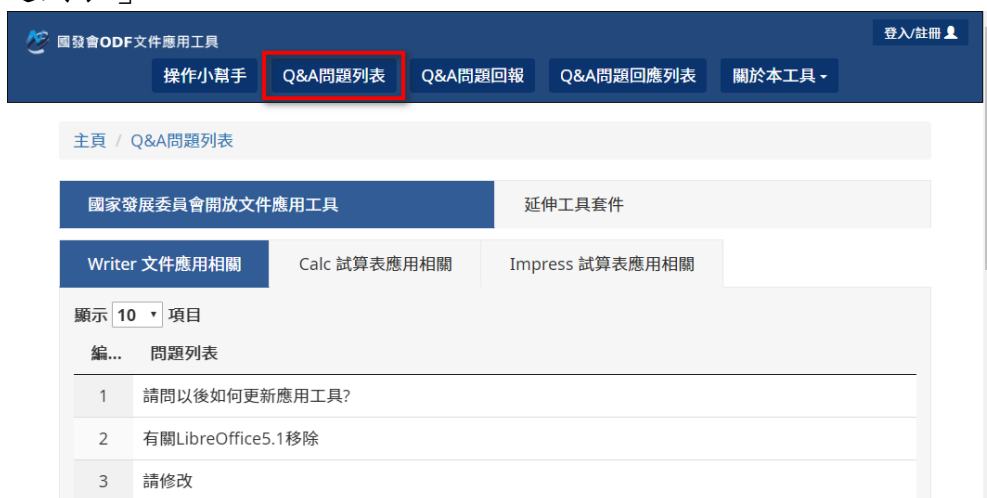 國發會ODF文件應用工具
登入/註冊
操作小幫手 Q&A問題列表 Q&A問題回報 Q&A問題回應列表 關於本工具
主頁 / Q&A問題列表
國家發展委員會開放文件應用工具 延伸工具套件
Writer 文件應用相關 Calc 試算表應用相關 Impress 試算表應用相關
顯示 10 項目
編... 問題列表
1 請問以後如何更新應用工具?
2 有關LibreOffice5.1移除
3 請修改